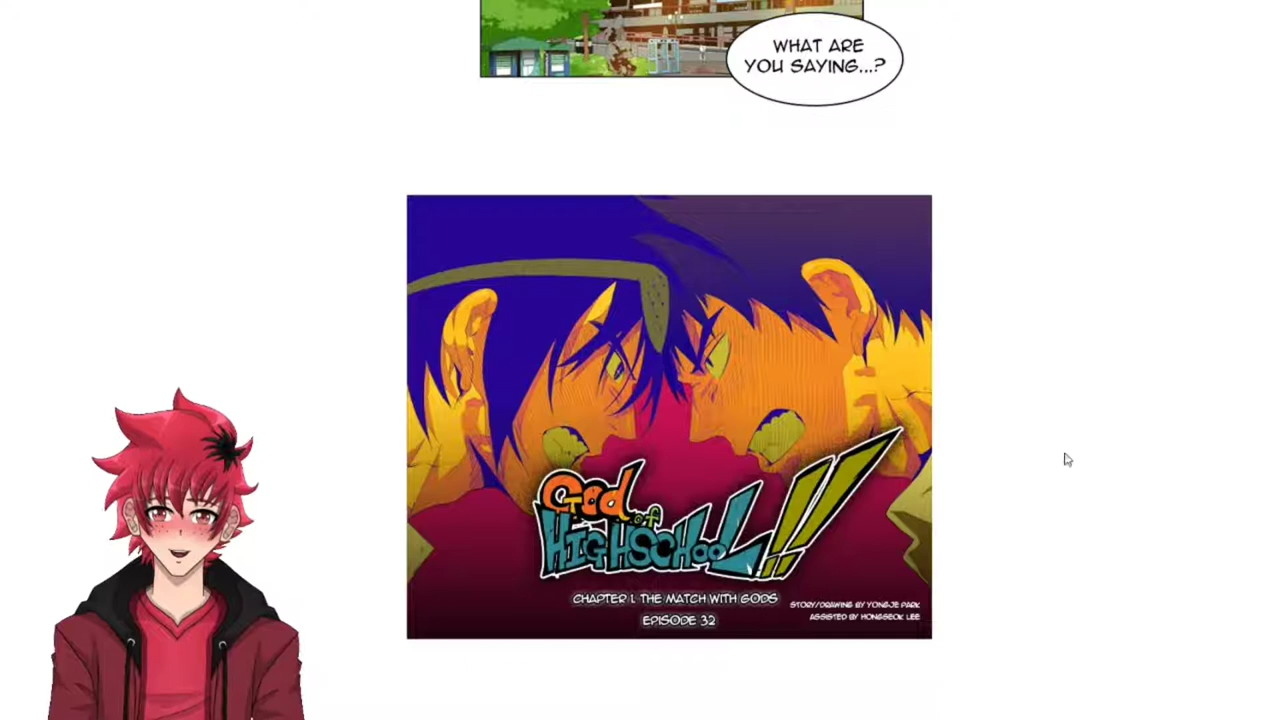 WHAT ARE
YOU SAYING...?
GOD
of
HIGHSCHOOL!!
CHAPTER 1. THE MATCH WITH GODS
EPISODE 32
STORY/DRAWING BY YONGJE PARK
ASSISTED BY HONGSEOK LEE